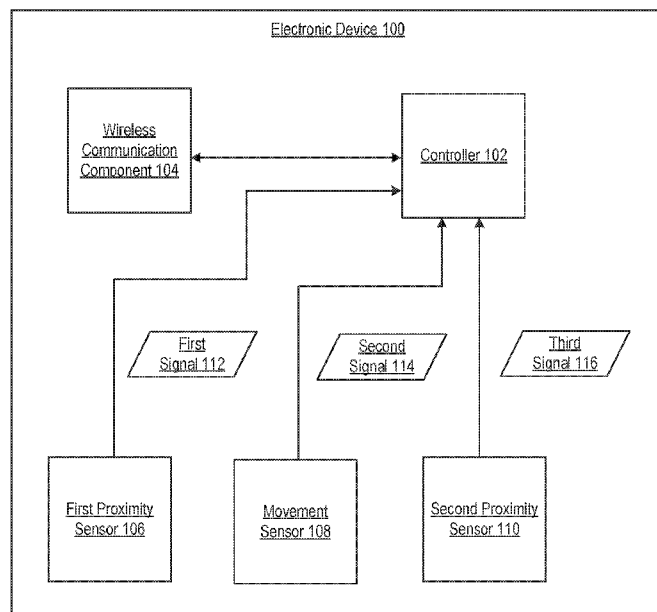 Electronic Device 100
Wireless
Communication
Component 104
Controller 102
First
Signal 112
Second
Signal 114
Third
Signal 116
First Proximity
Sensor 106
Movement
Sensor 108
Second Proximity
Sensor 110